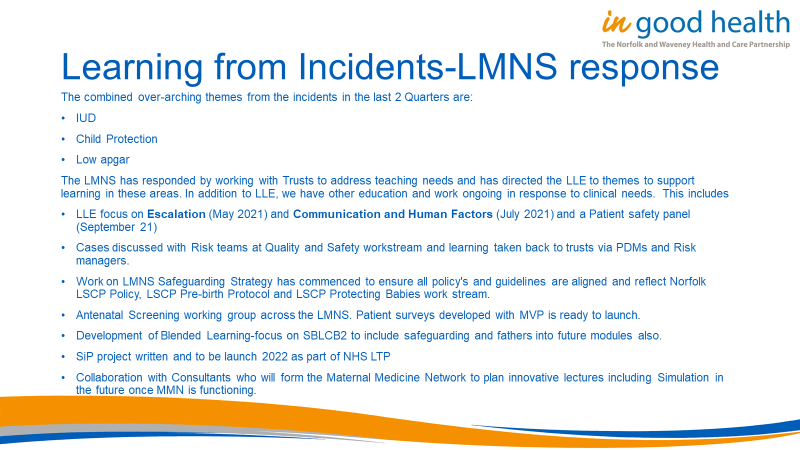 in good health
The Norfolk and Waveney Health and Care Partnership
Learning from Incidents-LMNS response
The combined over-arching themes from the incidents in the last 2 Quarters are:
• IUD
• Child Protection
• Low apgar
The LMNS has responded by working with Trusts to address teaching needs and has directed the LLE to themes to support
learning in these areas. In addition to LLE, we have other education and work ongoing in response to clinical needs. This includes
• LLE focus on Escalation (May 2021) and Communication and Human Factors (July 2021) and a Patient safety panel
(September 21)
• Cases discussed with Risk teams at Quality and Safety workstream and learning taken back to trusts via PDMs and Risk
managers.
• Work on LMNS Safeguarding Strategy has commenced to ensure all policy's and guidelines are aligned and reflect Norfolk
LSCP Policy, LSCP Pre-birth Protocol and LSCP Protecting Babies work stream.
• Antenatal Screening working group across the LMNS. Patient surveys developed with MVP is ready to launch.
• Development of Blended Learning-focus on SBLCB2 to include safeguarding and fathers into future modules also.
• SiP project written and to be launch 2022 as part of NHS LTP
• Collaboration with Consultants who will form the Maternal Medicine Network to plan innovative lectures including Simulation in
the future once MMN is functioning.